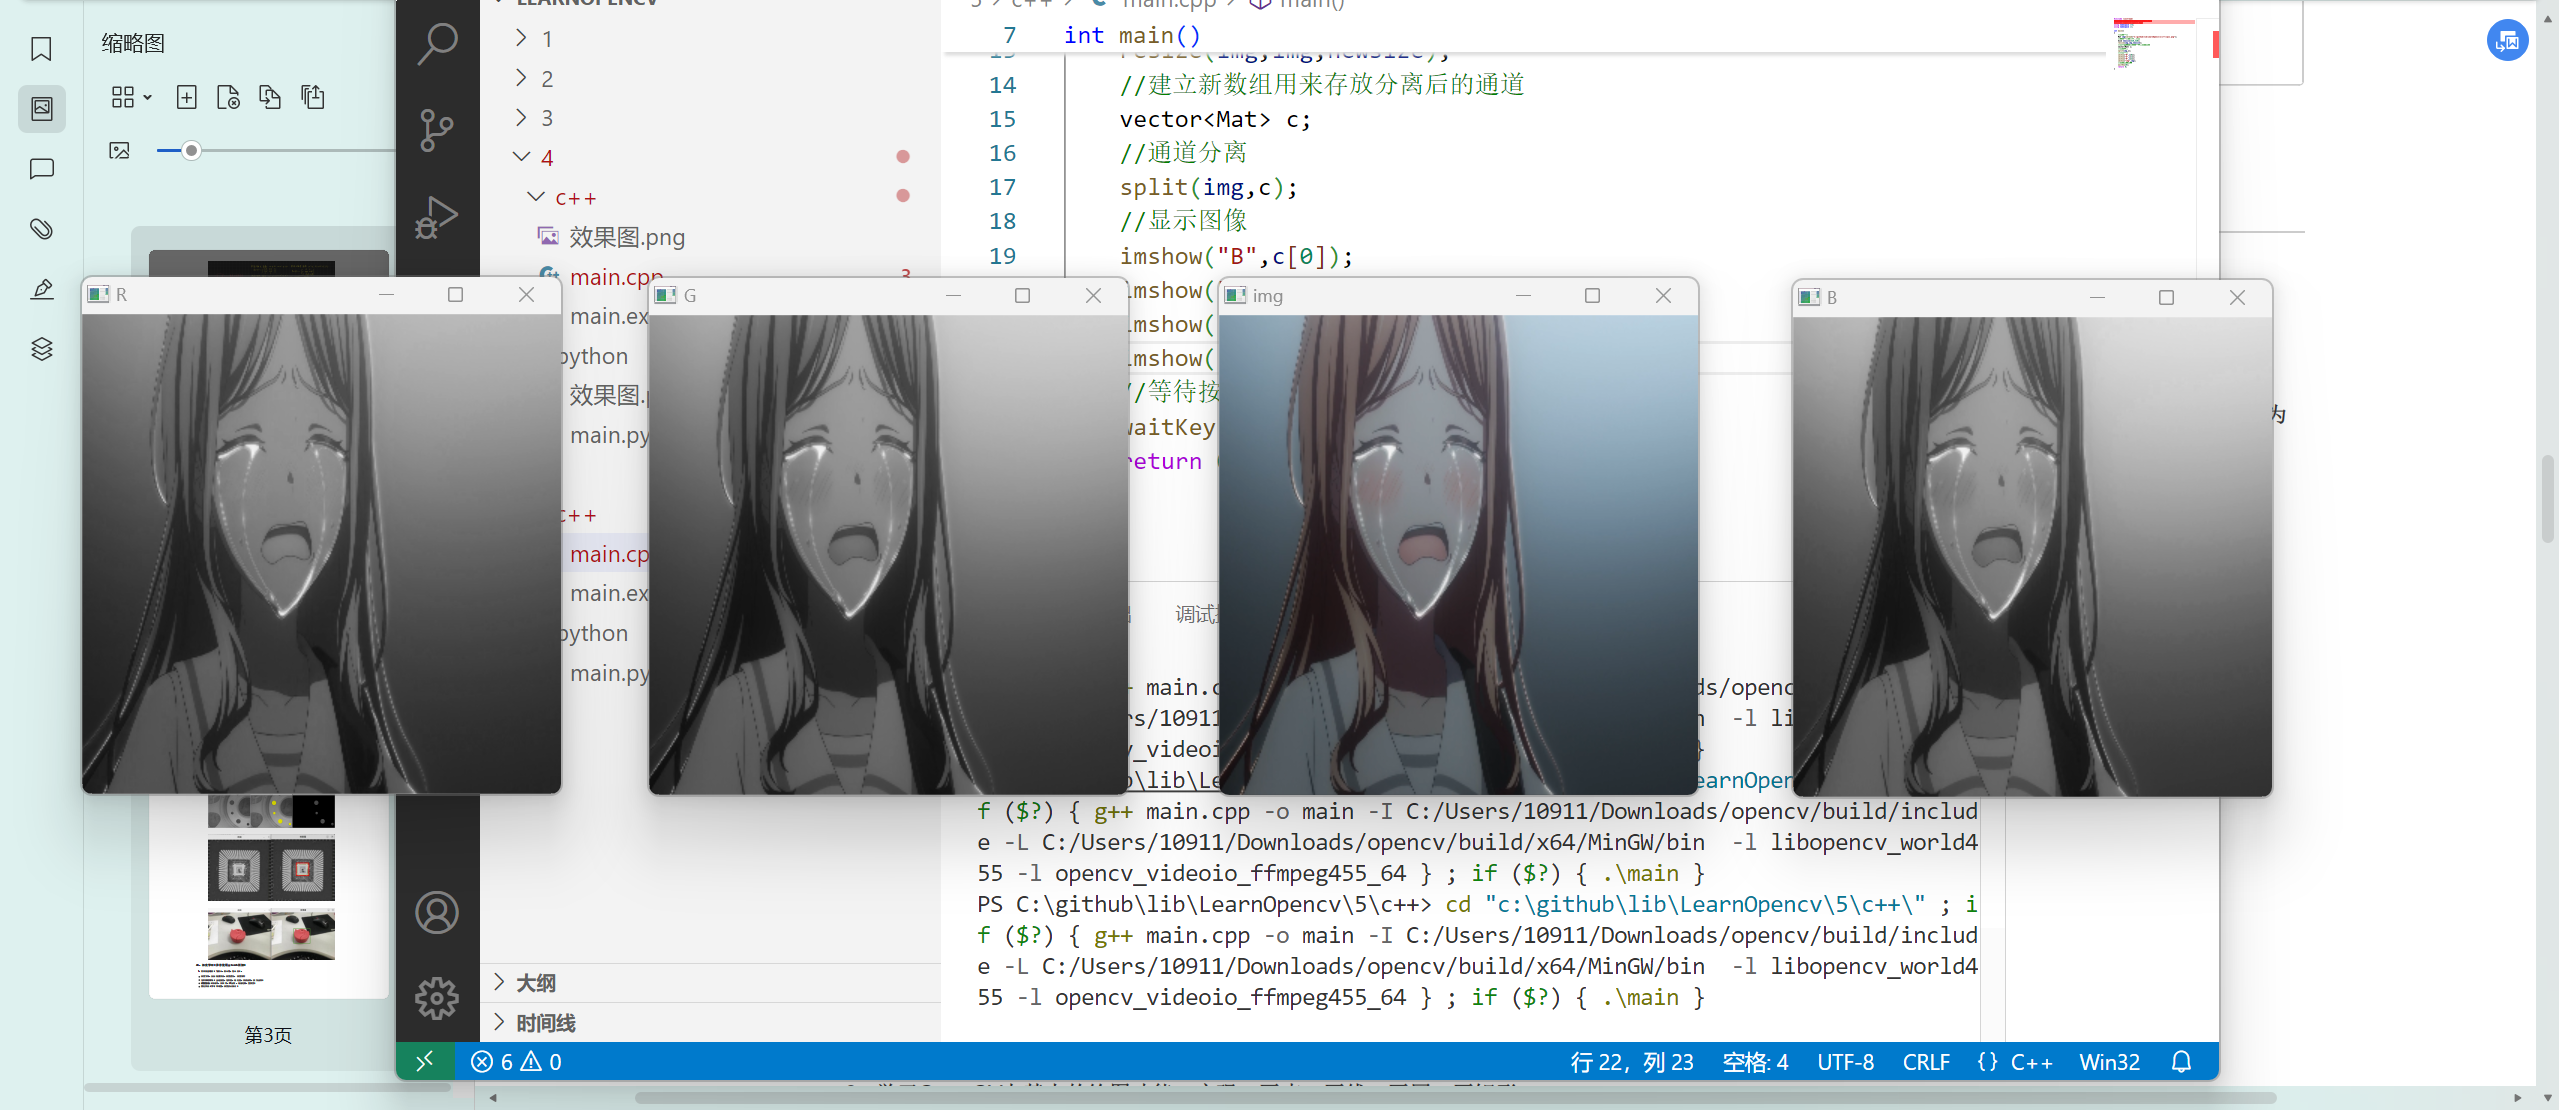 缩略图
第3页
LEARNOPENCV
1
2
3
4
c++
效果图.png
main.cpp
3
main.ex
python
效果图.p
main.py
c++
main.cp
main.ex
python
main.py
大纲
时间线
5 > c++ > main.cpp > main()
7 int main()
13 resize(img,img,newsize);
14 //建立新数组用来存放分离后的通道
15 vector<Mat> c;
16 //通道分离
17 split(img,c);
18 //显示图像
19 imshow("B",c[0]);
imshow(
imshow(
imshow(
//等待按
waitKey
return
R
G
img
B
为
调试
main.c
ds/openc
rs/10911
-l li
_videoi
}
b\lib\Le
earnOpen
f ($?) { g++ main.cpp -o main -I C:/Users/10911/Downloads/opencv/build/includ
e -L C:/Users/10911/Downloads/opencv/build/x64/MinGW/bin -l libopencv_world4
55 -l opencv_videoio_ffmpeg455_64 } ; if ($?) { .\main }
PS C:\github\lib\LearnOpencv\5\c++> cd "c:\github\lib\LearnOpencv\5\c++\" ; i
f ($?) { g++ main.cpp -o main -I C:/Users/10911/Downloads/opencv/build/includ
e -L C:/Users/10911/Downloads/opencv/build/x64/MinGW/bin -l libopencv_world4
55 -l opencv_videoio_ffmpeg455_64 } ; if ($?) { .\main }
6 0
行 22，列 23 空格: 4 UTF-8 CRLF {} C++ Win32